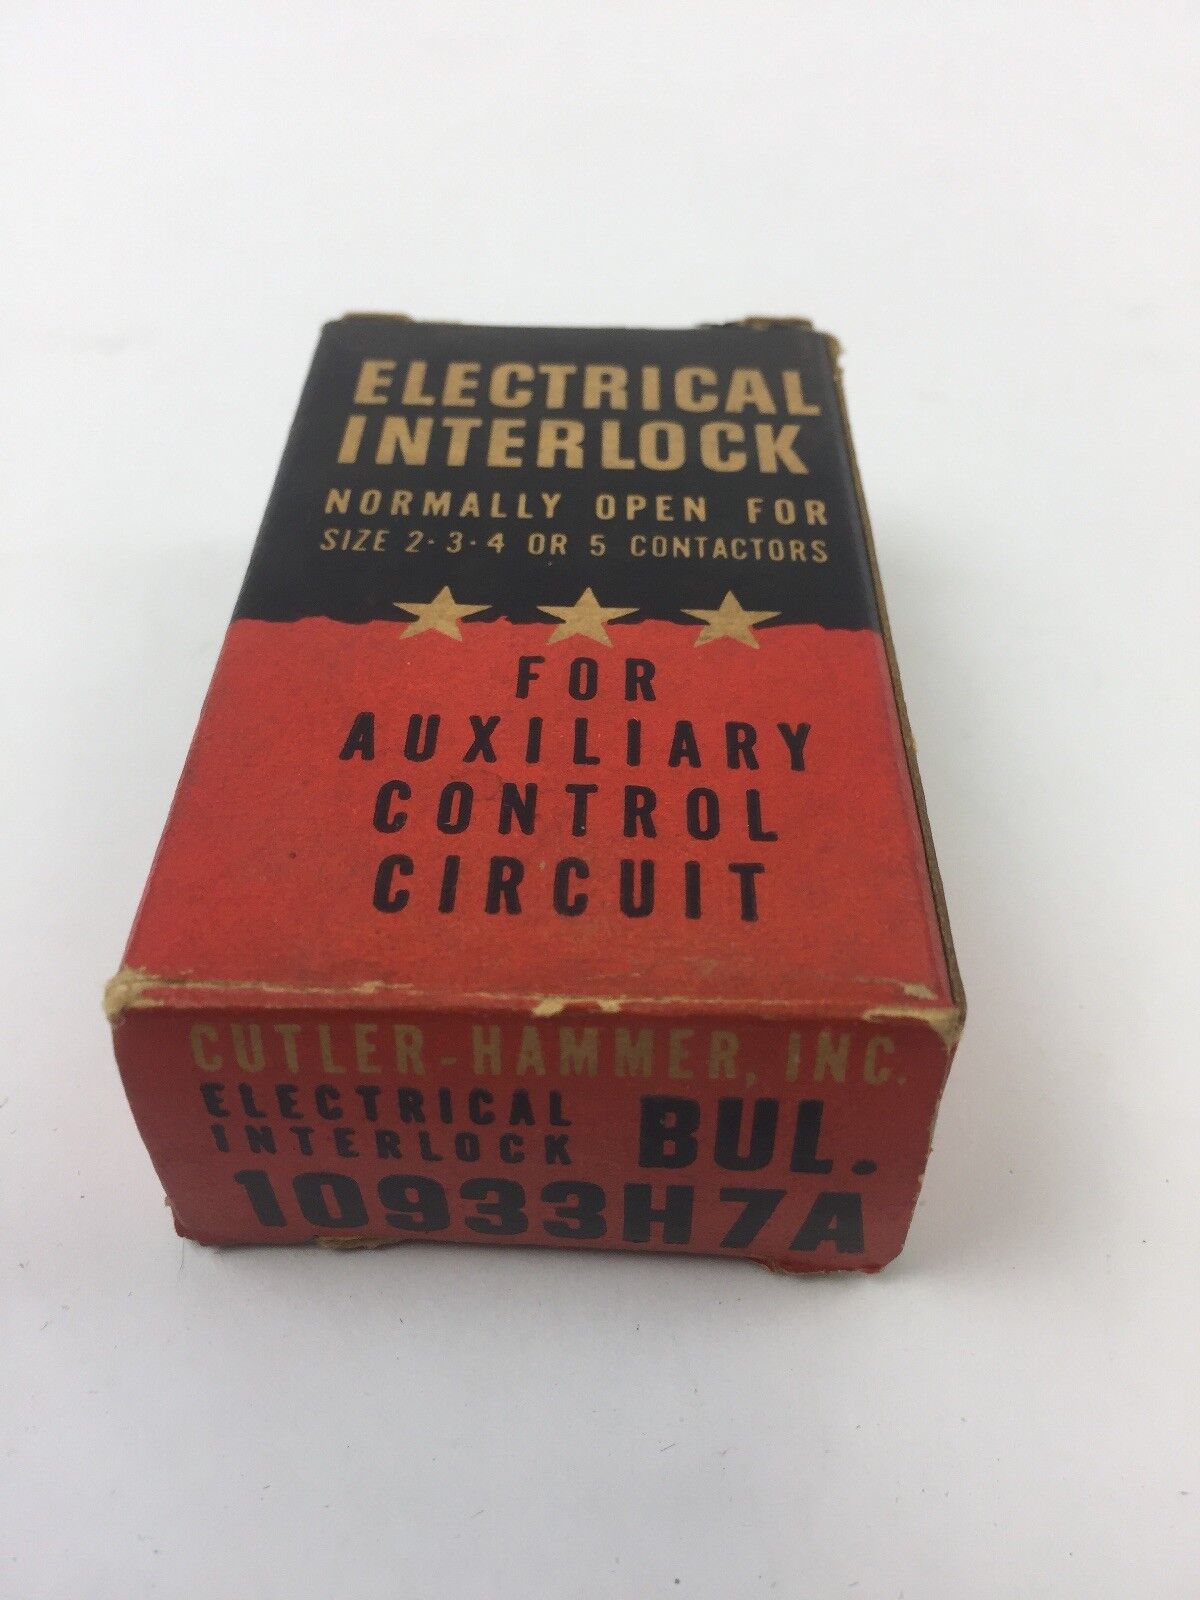 ELECTRICAL
INTERLOCK
NORMALLY OPEN FOR
SIZE 2-3-4 OR 5 CONTACTORS
FOR
AUXILIARY
CONTROL
CIRCUIT
CUTLER-HAMMER, INC.
ELECTRICAL
INTERLOCK BUL.
10933H7A